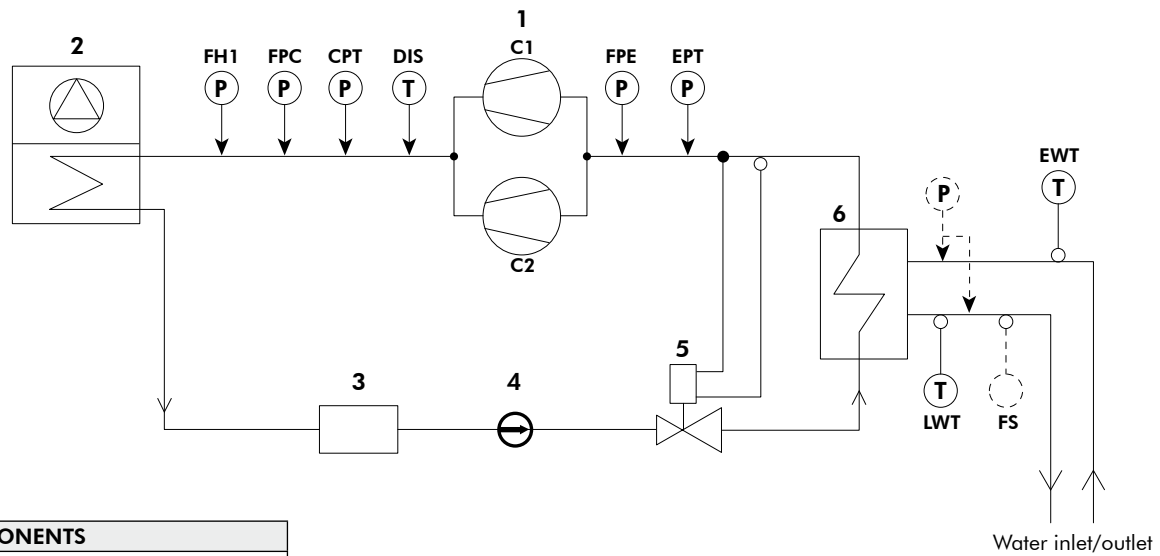 1
2
C1
FH1
FPC
CPT
DIS
FPE
EPT
P
P
P
T
P
P
EWT
T
P
6
C2
3
4
5
T
LWT
FS
ONENTS
Water inlet/outlet